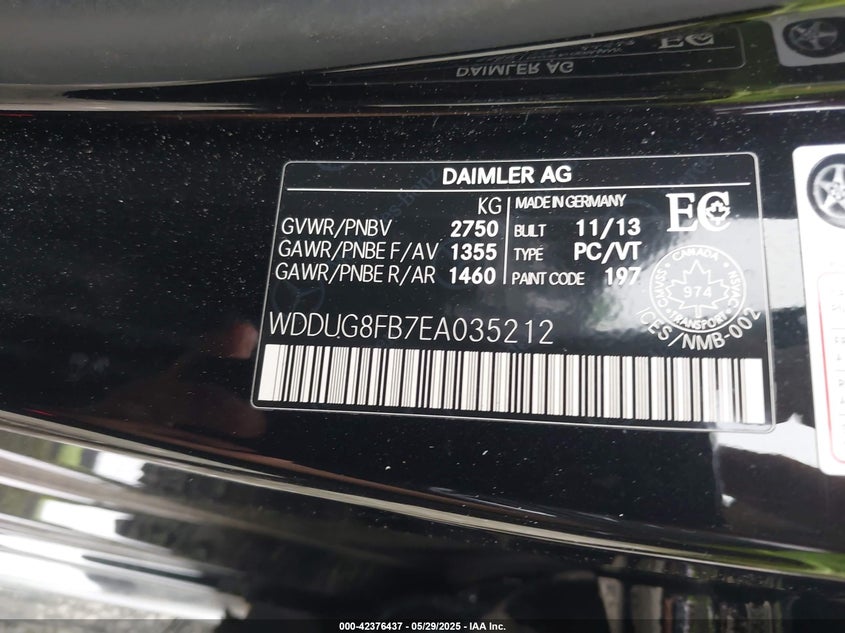 DAIMLER AG
DAIMLER AG
KG
GVWR/PNBV 2750
GAWR/PNBE F/AV 1355
GAWR/PNBE R/AR 1460
MADE IN GERMANY
BUILT 11/13
TYPE PC/VT
PAINT CODE 197
EC
CANADA
CMVSS
974
NSVAC
TRANSPORT
ICES/NMB-002
WDDUG8FB7EA035212
000-42376437 - 05/29/2025 - IAA Inc.